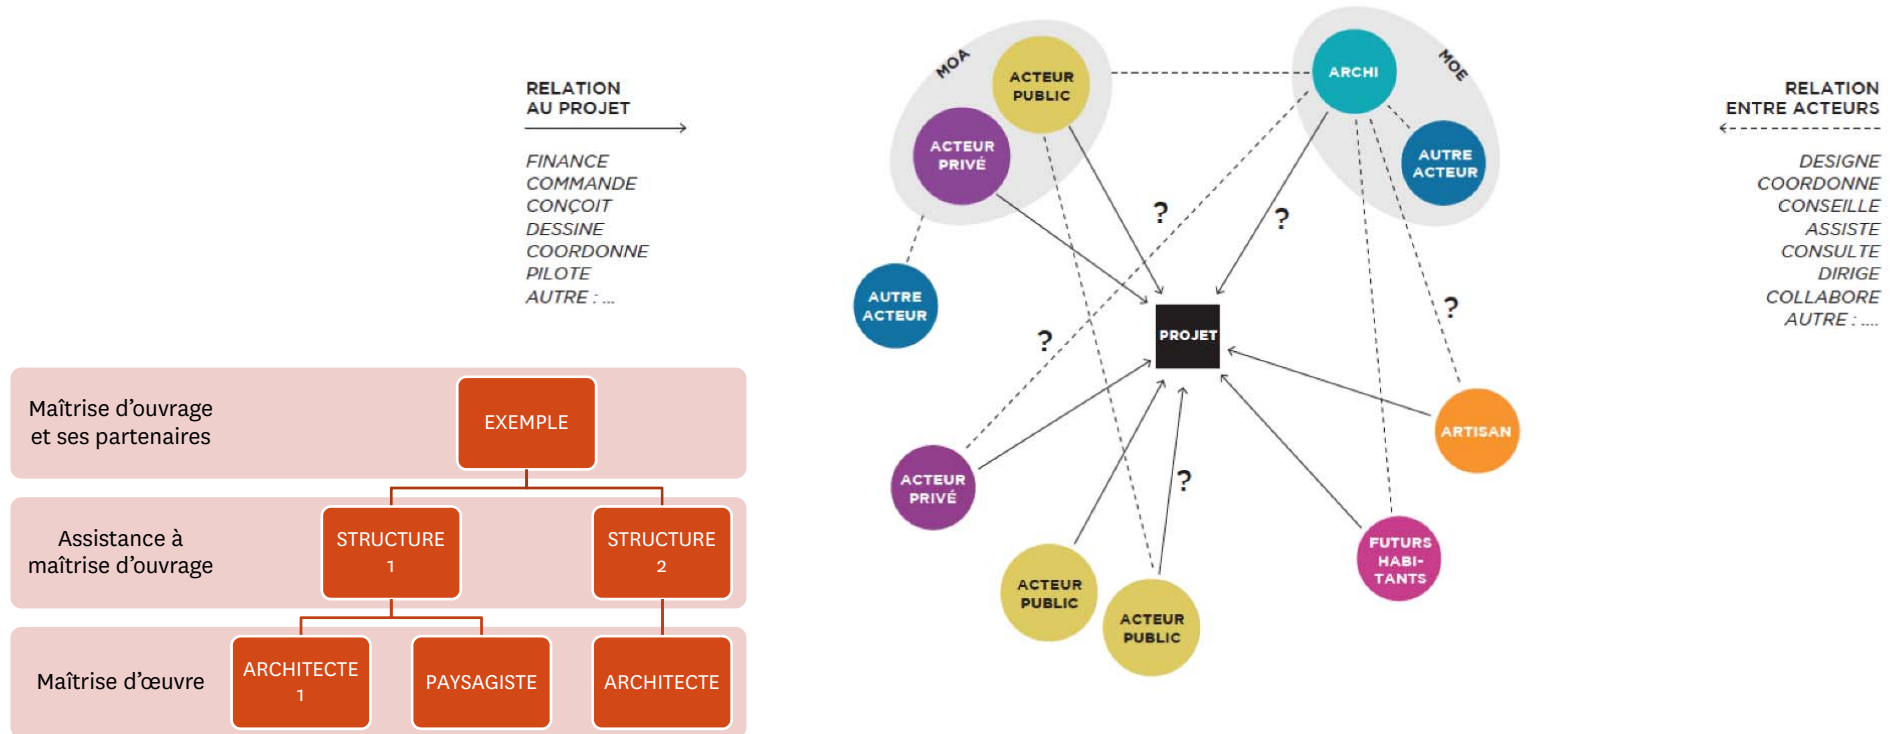 RELATION
AU PROJET
FINANCE
COMMANDE
CONÇOIT
DESSINE
COORDONNE
PILOTE
AUTRE : ...
MOA
ACTEUR
PUBLIC
ACTEUR
PRIVÉ
AUTRE
ACTEUR
ARCHI
MOE
AUTRE
ACTEUR
?
?
?
?
?
PROJET
ACTEUR
PRIVÉ
ACTEUR
PUBLIC
ACTEUR
PUBLIC
FUTURS
HABI-
TANTS
ARTISAN
RELATION
ENTRE ACTEURS
DESIGNE
COORDONNE
CONSEILLE
ASSISTE
CONSULTE
DIRIGE
COLLABORE
AUTRE : ....
Maîtrise d'ouvrage
et ses partenaires
EXEMPLE
Assistance à
maîtrise d'ouvrage
STRUCTURE
1
STRUCTURE
2
Maîtrise d'œuvre
ARCHITECTE
1
PAYSAGISTE
ARCHITECTE